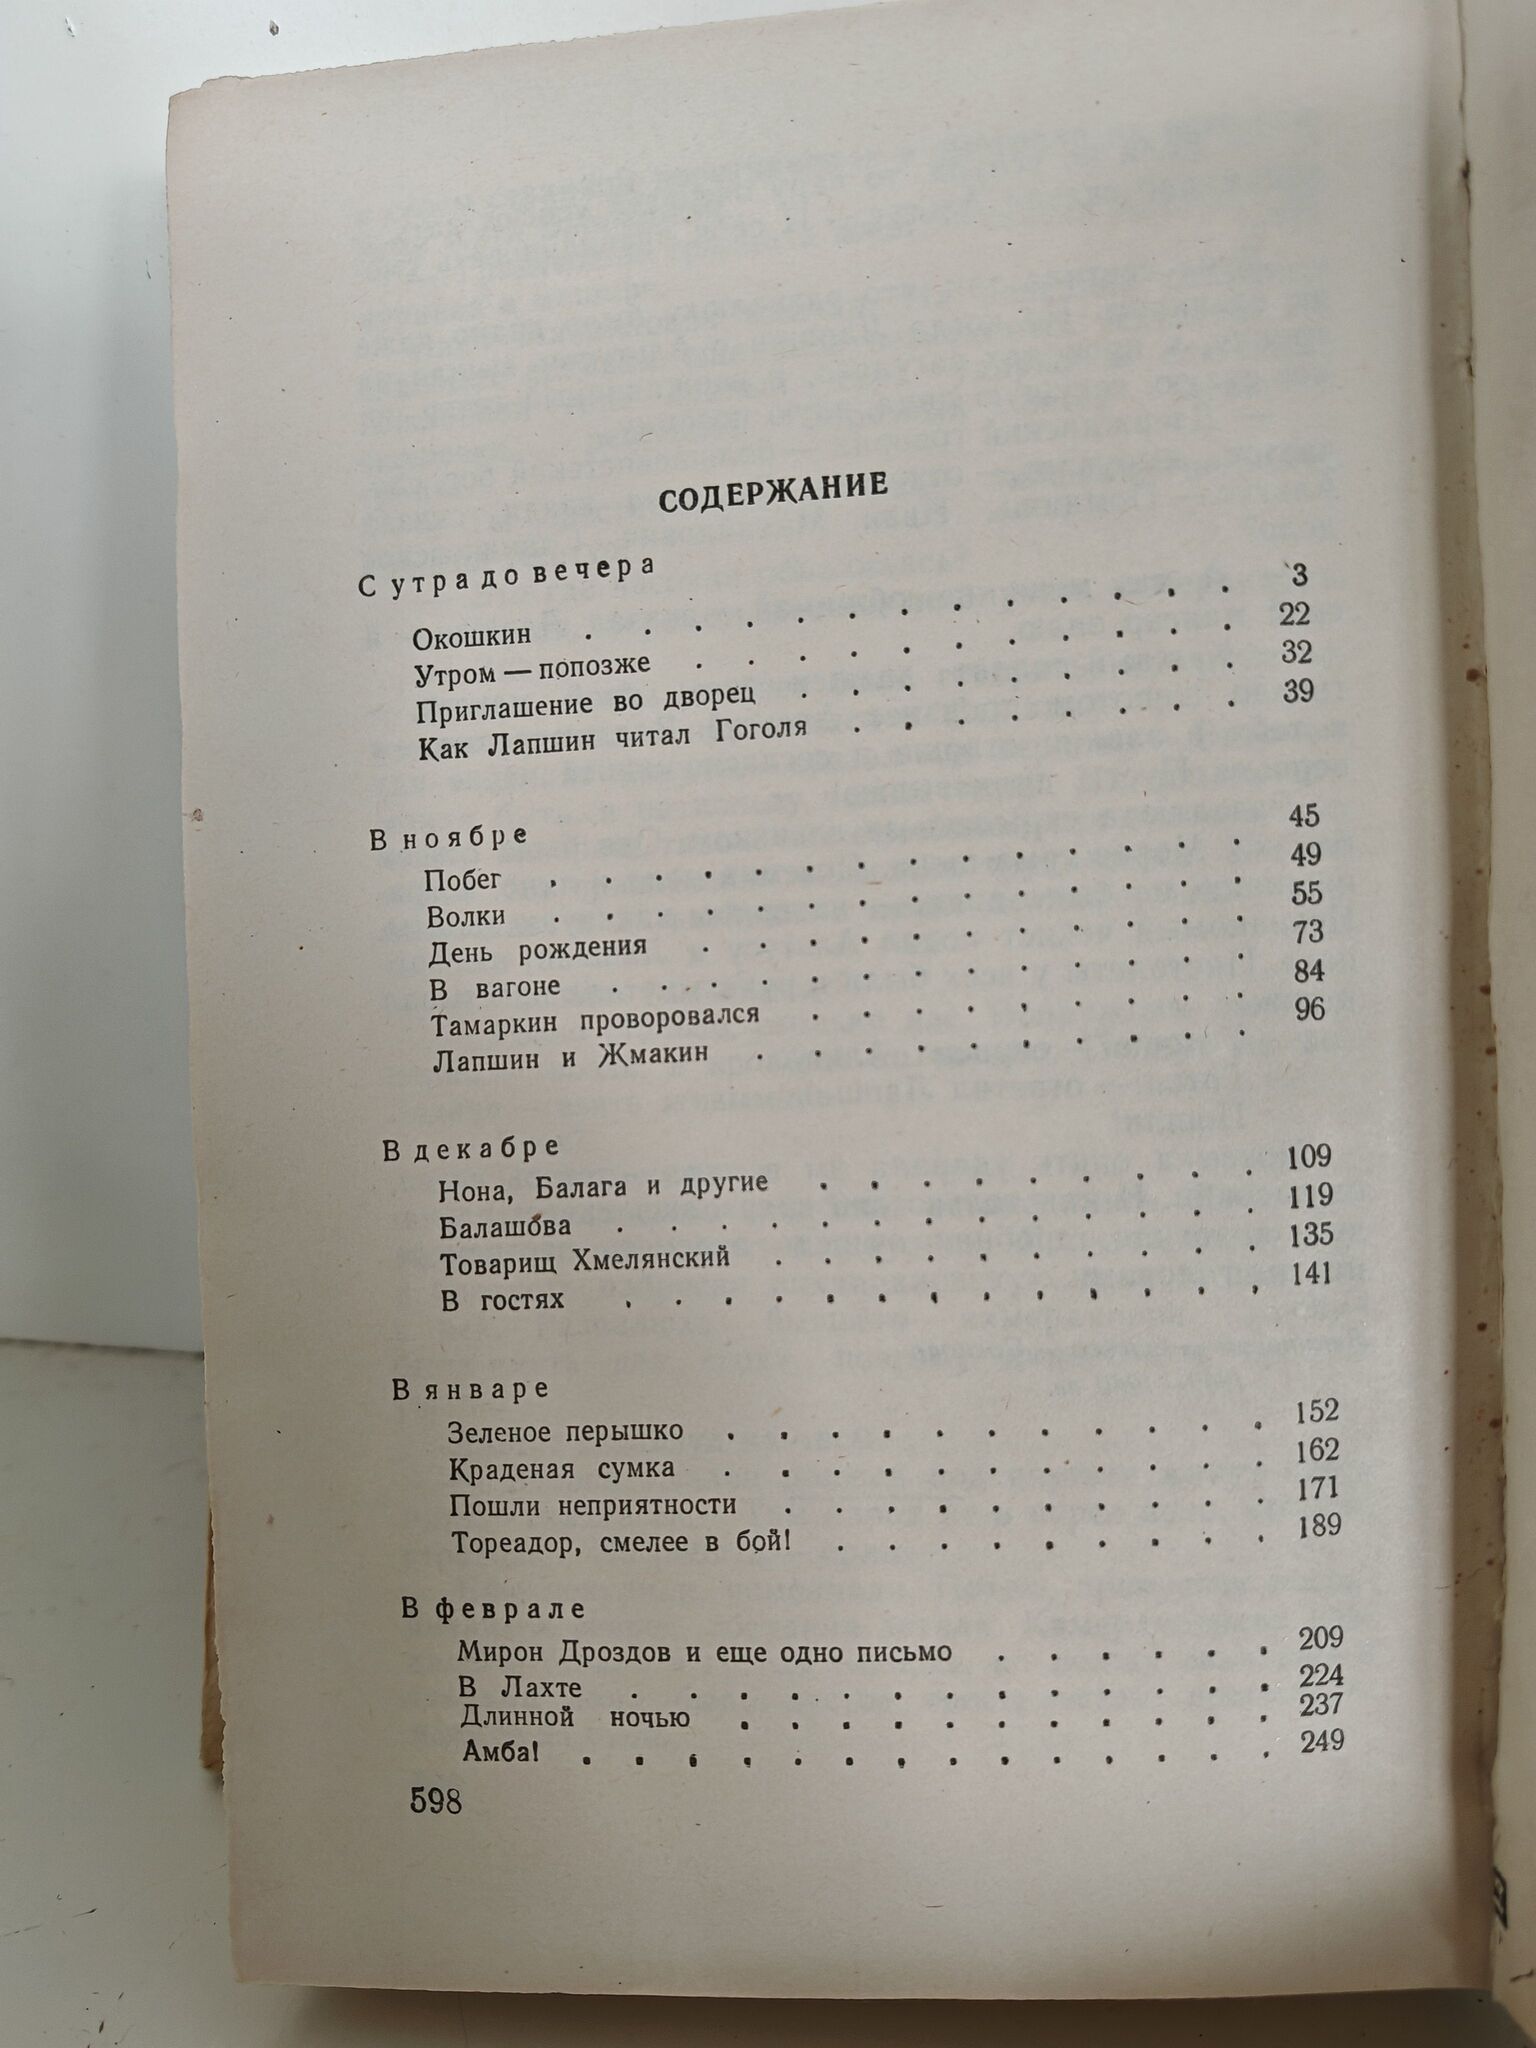 СОДЕРЖАНИЕ
С утра до вечера
Окошкин . . . . . . . . . . . . . 3
Утром — попозже . . . . . . . . . . . 22
Приглашение во дворец . . . . . . . . . 32
Как Лапшин читал Гоголя . . . . . . . . 39
В ноябре
Побег . . . . . . . . . . . . . . 45
Волки . . . . . . . . . . . . . . 49
День рождения . . . . . . . . . . . 55
В вагоне . . . . . . . . . . . . . 73
Тамаркин проворовался . . . . . . . . . 84
Лапшин и Жмакин . . . . . . . . . . 96
В декабре
Нона, Балага и другие . . . . . . . . . 109
Балашова . . . . . . . . . . . . . 119
Товарищ Хмелянский . . . . . . . . . . 135
В гостях . . . . . . . . . . . . . 141
В январе
Зеленое перышко . . . . . . . . . . . 152
Краденая сумка . . . . . . . . . . . 162
Пошли неприятности . . . . . . . . . . 171
Тореадор, смелее в бой! . . . . . . . . . 189
В феврале
Мирон Дроздов и еще одно письмо . . . . . . 209
В Лахте . . . . . . . . . . . . . 224
Длинной ночью . . . . . . . . . . . 237
Амба! . . . . . . . . . . . . . . 249
598